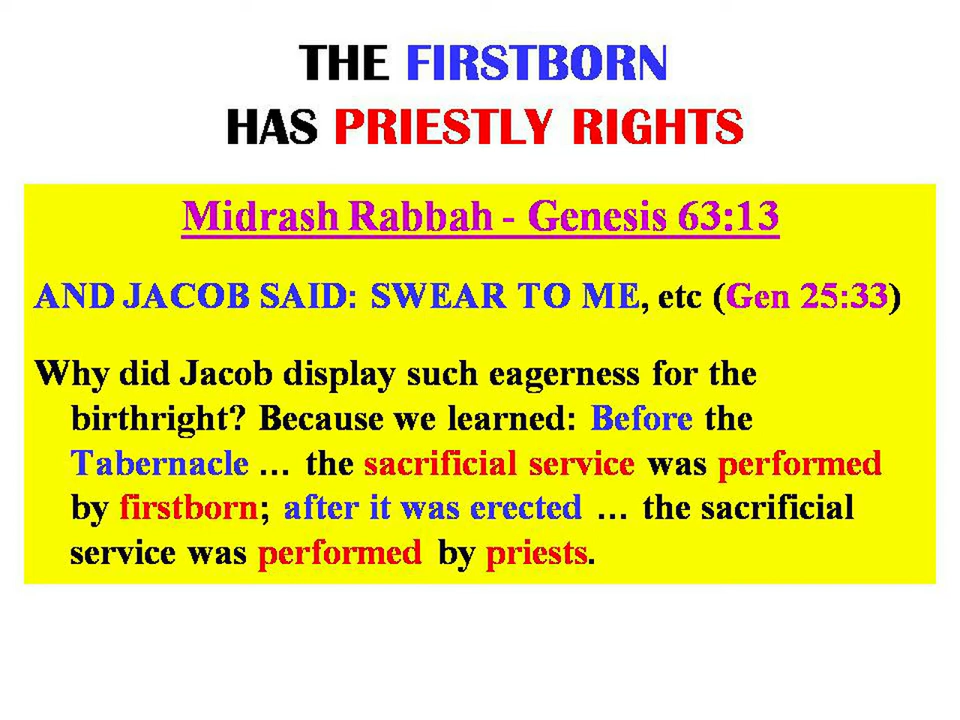 THE FIRSTBORN
HAS PRIESTLY RIGHTS
Midrash Rabbah - Genesis 63:13
AND JACOB SAID: SWEAR TO ME, etc (Gen 25:33)
Why did Jacob display such eagerness for the
birthright? Because we learned: Before the
Tabernacle … the sacrificial service was performed
by firstborn; after it was erected … the sacrificial
service was performed by priests.